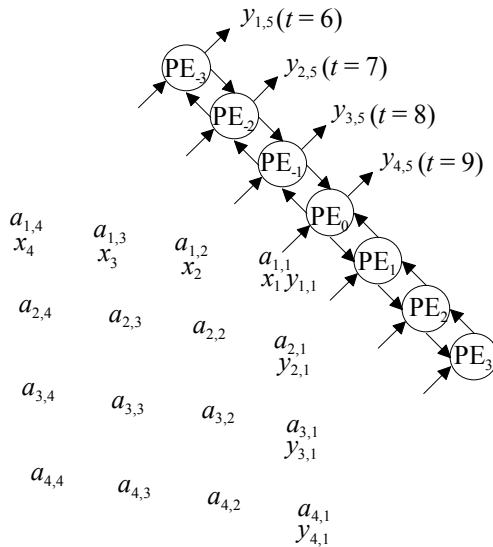 y₁,₅ (t = 6)
PE₋₃
y₂,₅ (t = 7)
PE₋₂
y₃,₅ (t = 8)
PE₋₁
y₄,₅ (t = 9)
PE₀
a₁,₄ a₁,₃ a₁,₂ a₁,₁
x₄ x₃ x₂ x₁ y₁,₁
PE₁
a₂,₄ a₂,₃ a₂,₂ a₂,₁
PE₂
y₂,₁
PE₃
a₃,₄ a₃,₃ a₃,₂ a₃,₁
y₃,₁
a₄,₄ a₄,₃ a₄,₂ a₄,₁
y₄,₁